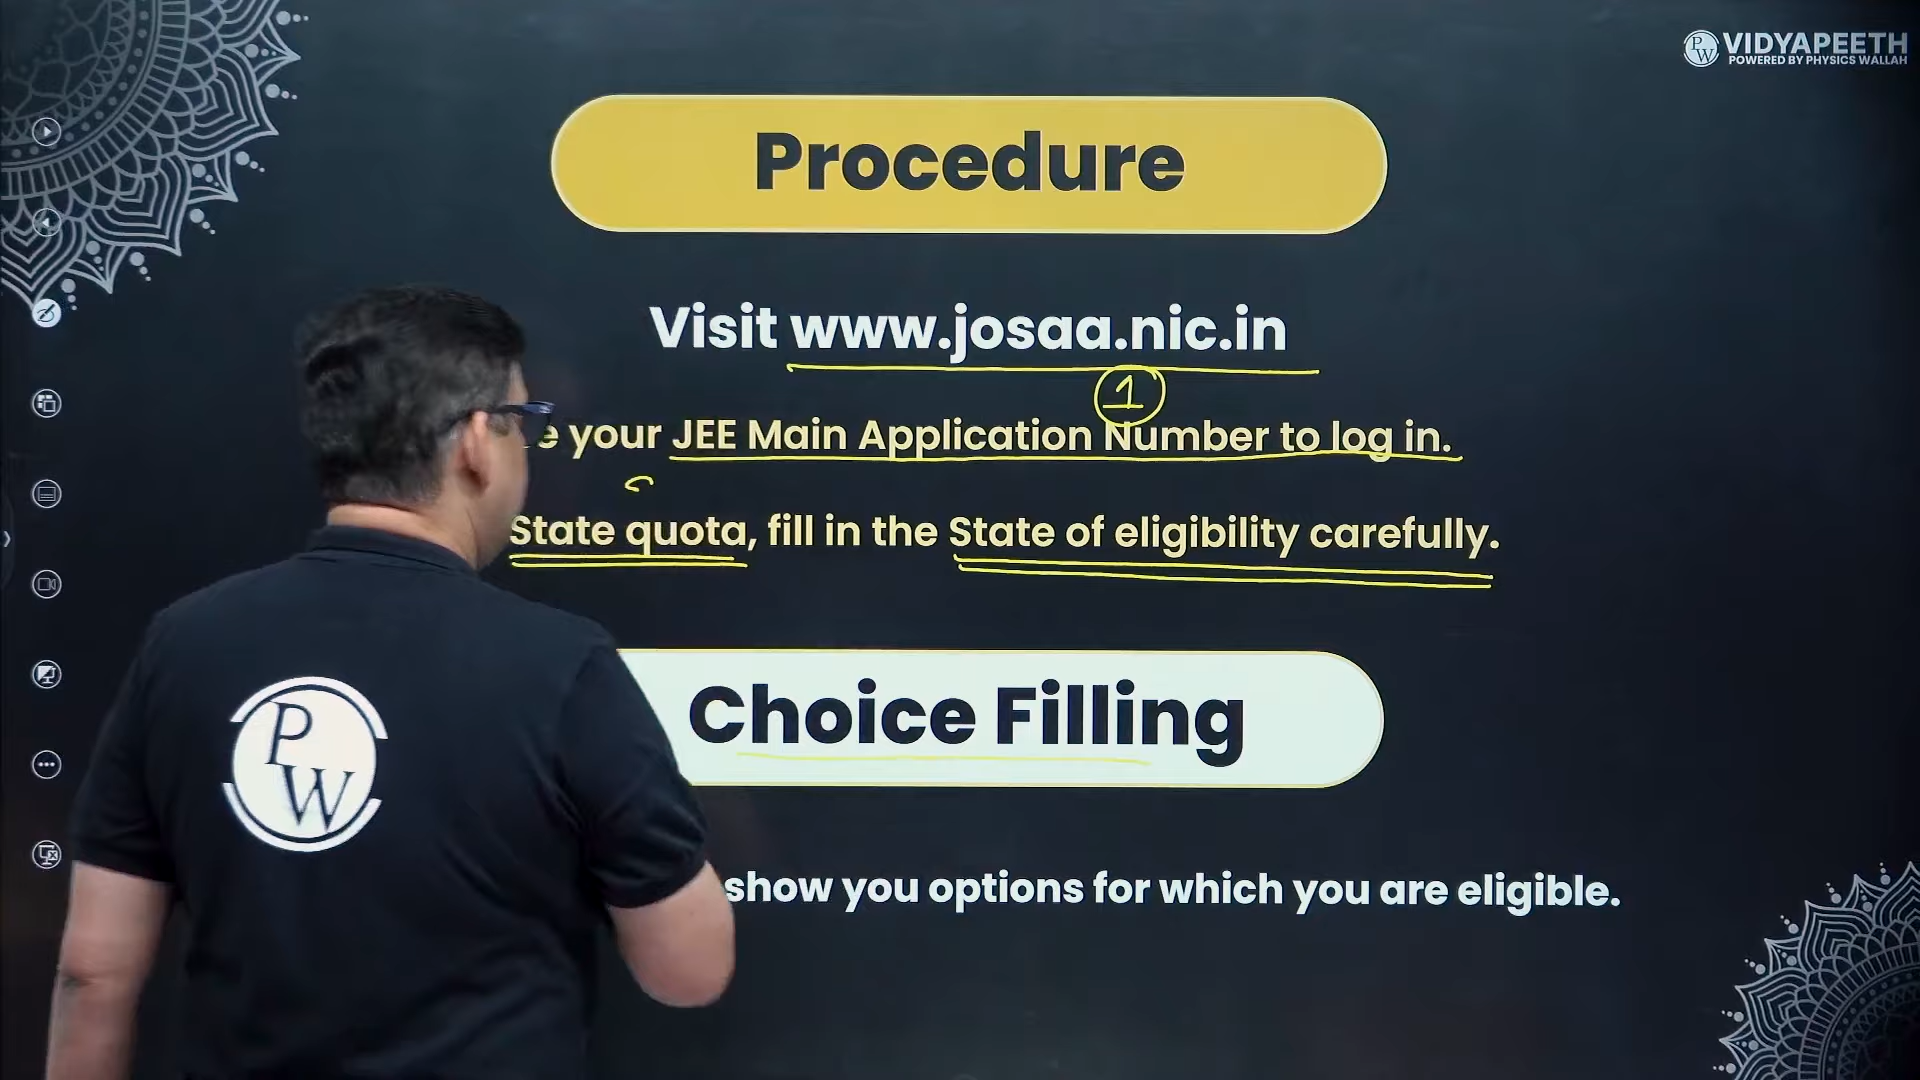 PW VIDYAPEETH
POWERED BY PHYSICS WALLAH
Procedure
Visit www.josaa.nic.in
1
your JEE Main Application Number to log in.
State quota, fill in the State of eligibility carefully.
Choice Filling
show you options for which you are eligible.
PW